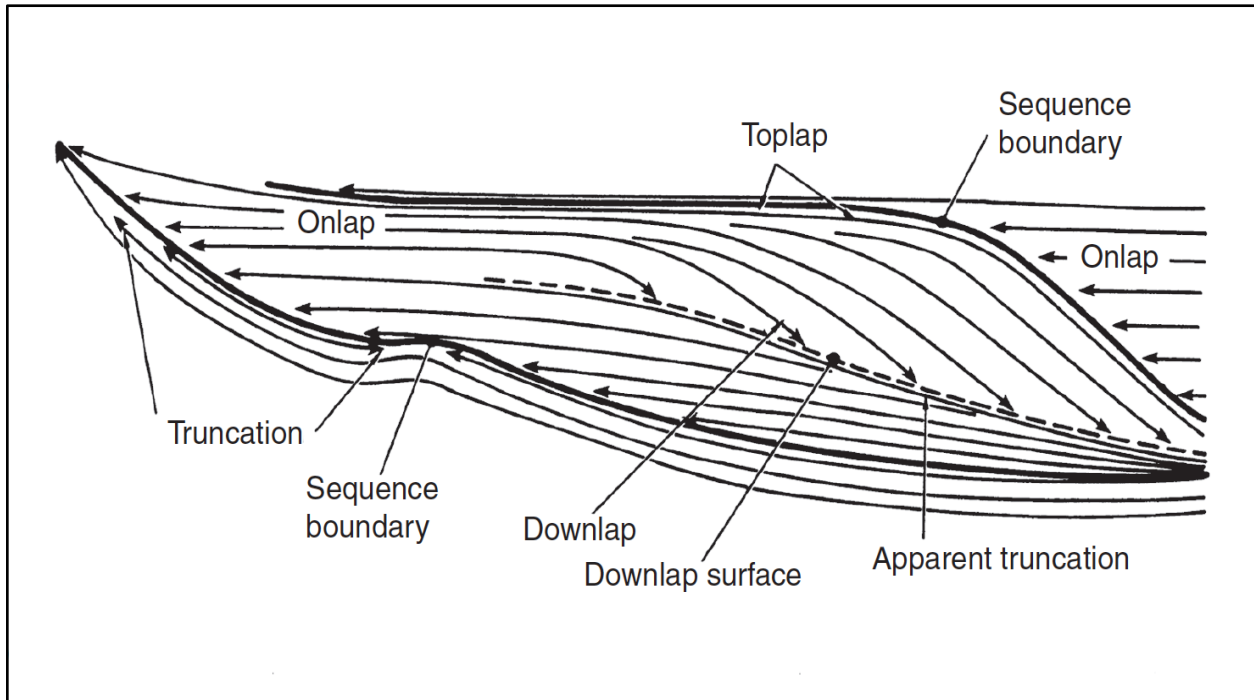 Sequence
boundary
Toplap
Onlap
Onlap
Truncation
Sequence
boundary
Downlap
Downlap surface
Apparent truncation